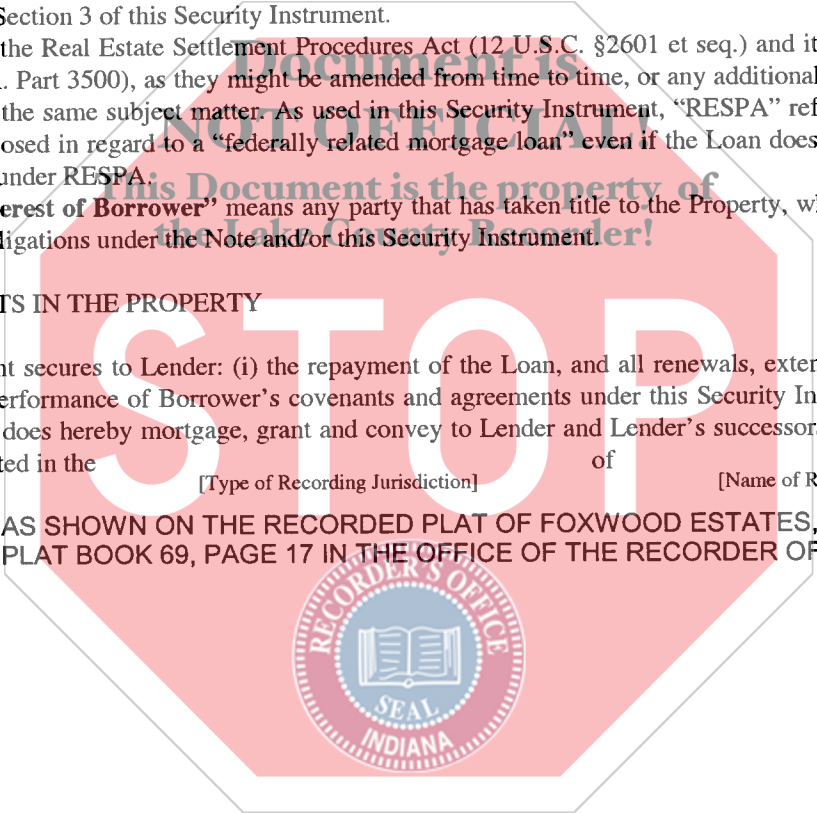 Section 3 of this Security Instrument.
the Real Estate Settlement Procedures Act (12 U.S.C. §2601 et seq.) and it
. Part 3500), as they might be amended from time to time, or any additional
Document is
the same subject matter. As used in this Security Instrument, “RESPA” ref
NOT OFFICIAL!
osed in regard to a “federally related mortgage loan” even if the Loan does
under RESPA.
This Document is the property of
erest of Borrower” means any party that has taken title to the Property, w
ligations under the Note and/or this Security Instrument.
the Lake County Recorder!
TS IN THE PROPERTY
STOP
nt secures to Lender: (i) the repayment of the Loan, and all renewals, exten
erformance of Borrower’s covenants and agreements under this Security In
does hereby mortgage, grant and convey to Lender and Lender’s successor
ted in the of
[Type of Recording Jurisdiction] [Name of R
AS SHOWN ON THE RECORDED PLAT OF FOXWOOD ESTATES,
PLAT BOOK 69, PAGE 17 IN THE OFFICE OF THE RECORDER OF
RECORDER'S OFFICE
SEAL
INDIANA